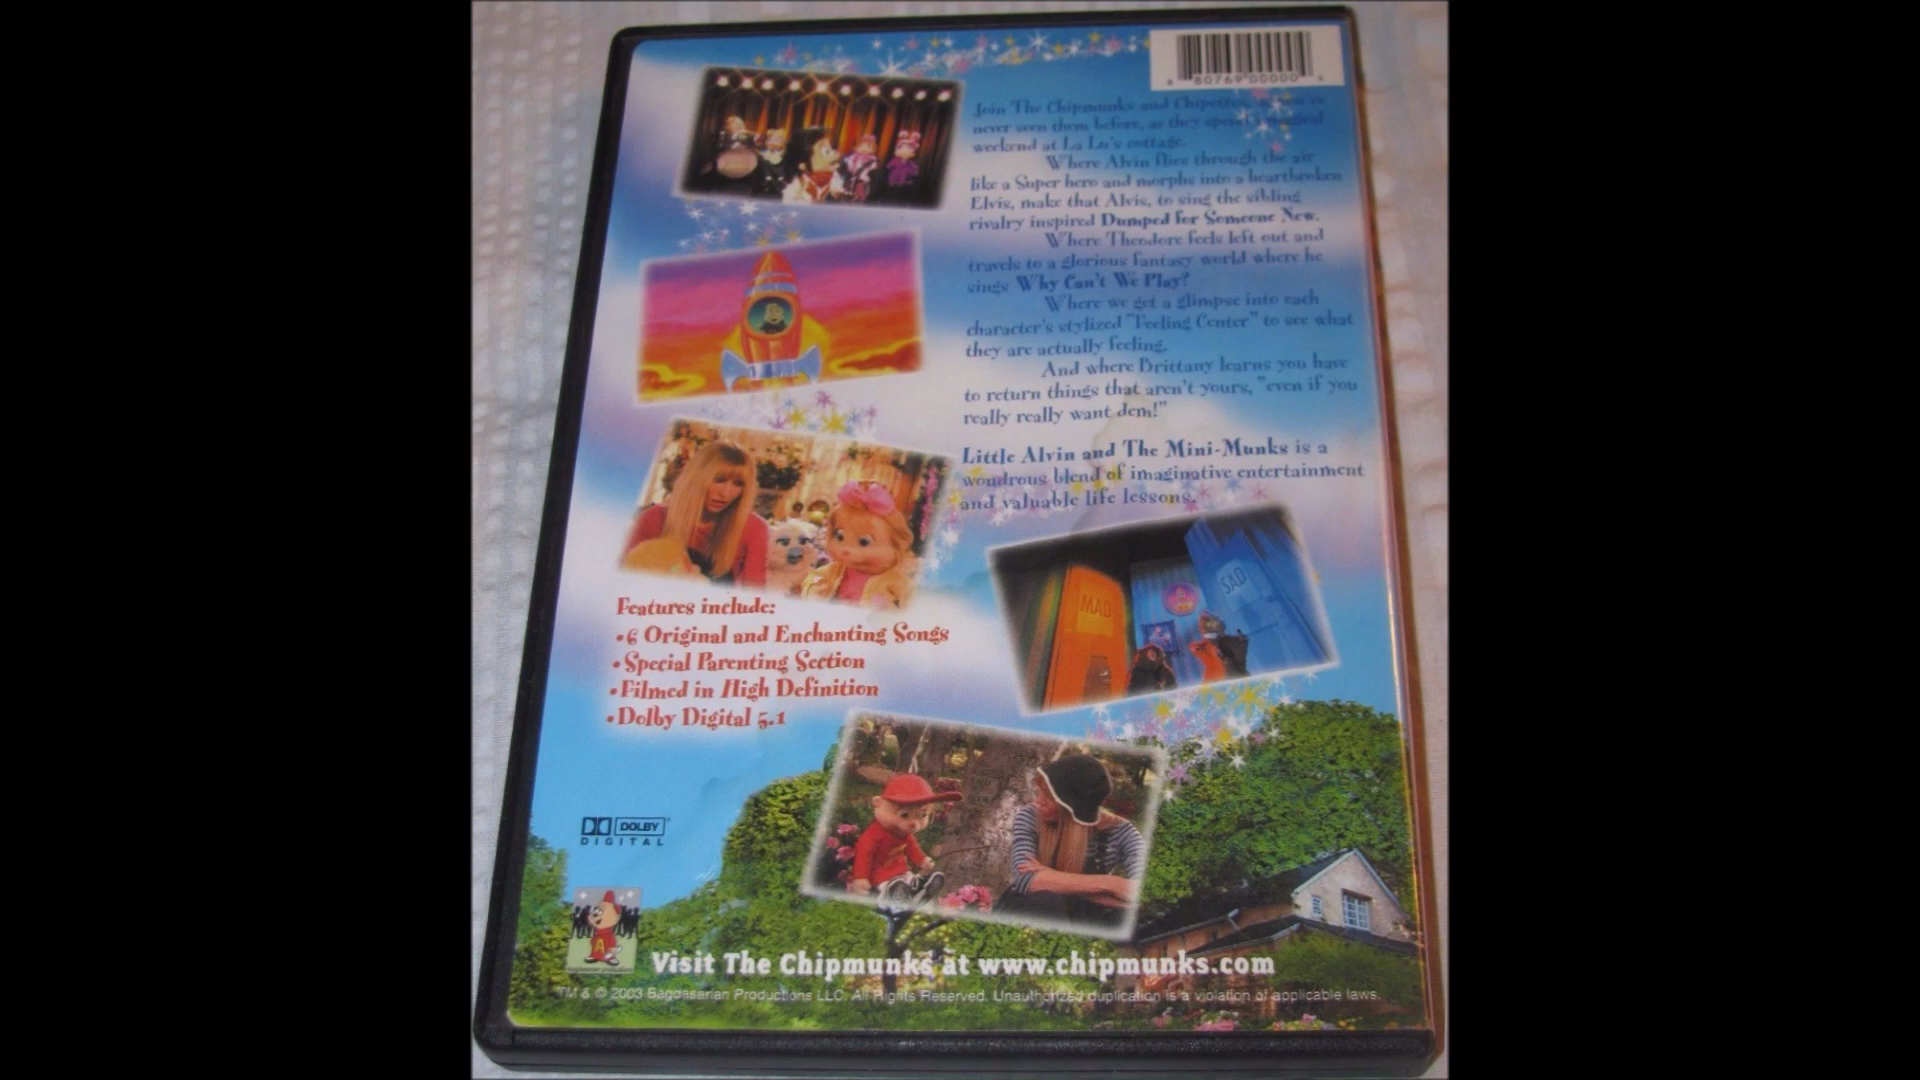 80769 00000
Join The Chipmunks and Chipettes, as you've
never seen them before, as they spend a magical
weekend at La Lu's cottage.
Where Alvin flies through the air
like a Super hero and morphs into a heartbroken
Elvis, make that Alvis, to sing the sibling
rivalry inspired Dumped for Someone New.
Where Theodore feels left out and
travels to a glorious fantasy world where he
sings Why Can't We Play?
Where we get a glimpse into each
character's stylized "Feeling Center" to see what
they are actually feeling.
And where Brittany learns you have
to return things that aren't yours, "even if you
really really want dem!"
Little Alvin and The Mini-Munks is a
wondrous blend of imaginative entertainment
and valuable life lessons.
MAD
SAD
Features include:
•6 Original and Enchanting Songs
•Special Parenting Section
•Filmed in High Definition
•Dolby Digital 5.1
DOLBY
DIGITAL
A
Visit The Chipmunks at www.chipmunks.com
TM & © 2003 Bagdasarian Productions LLC. All Rights Reserved. Unauthorized duplication is a violation of applicable laws.